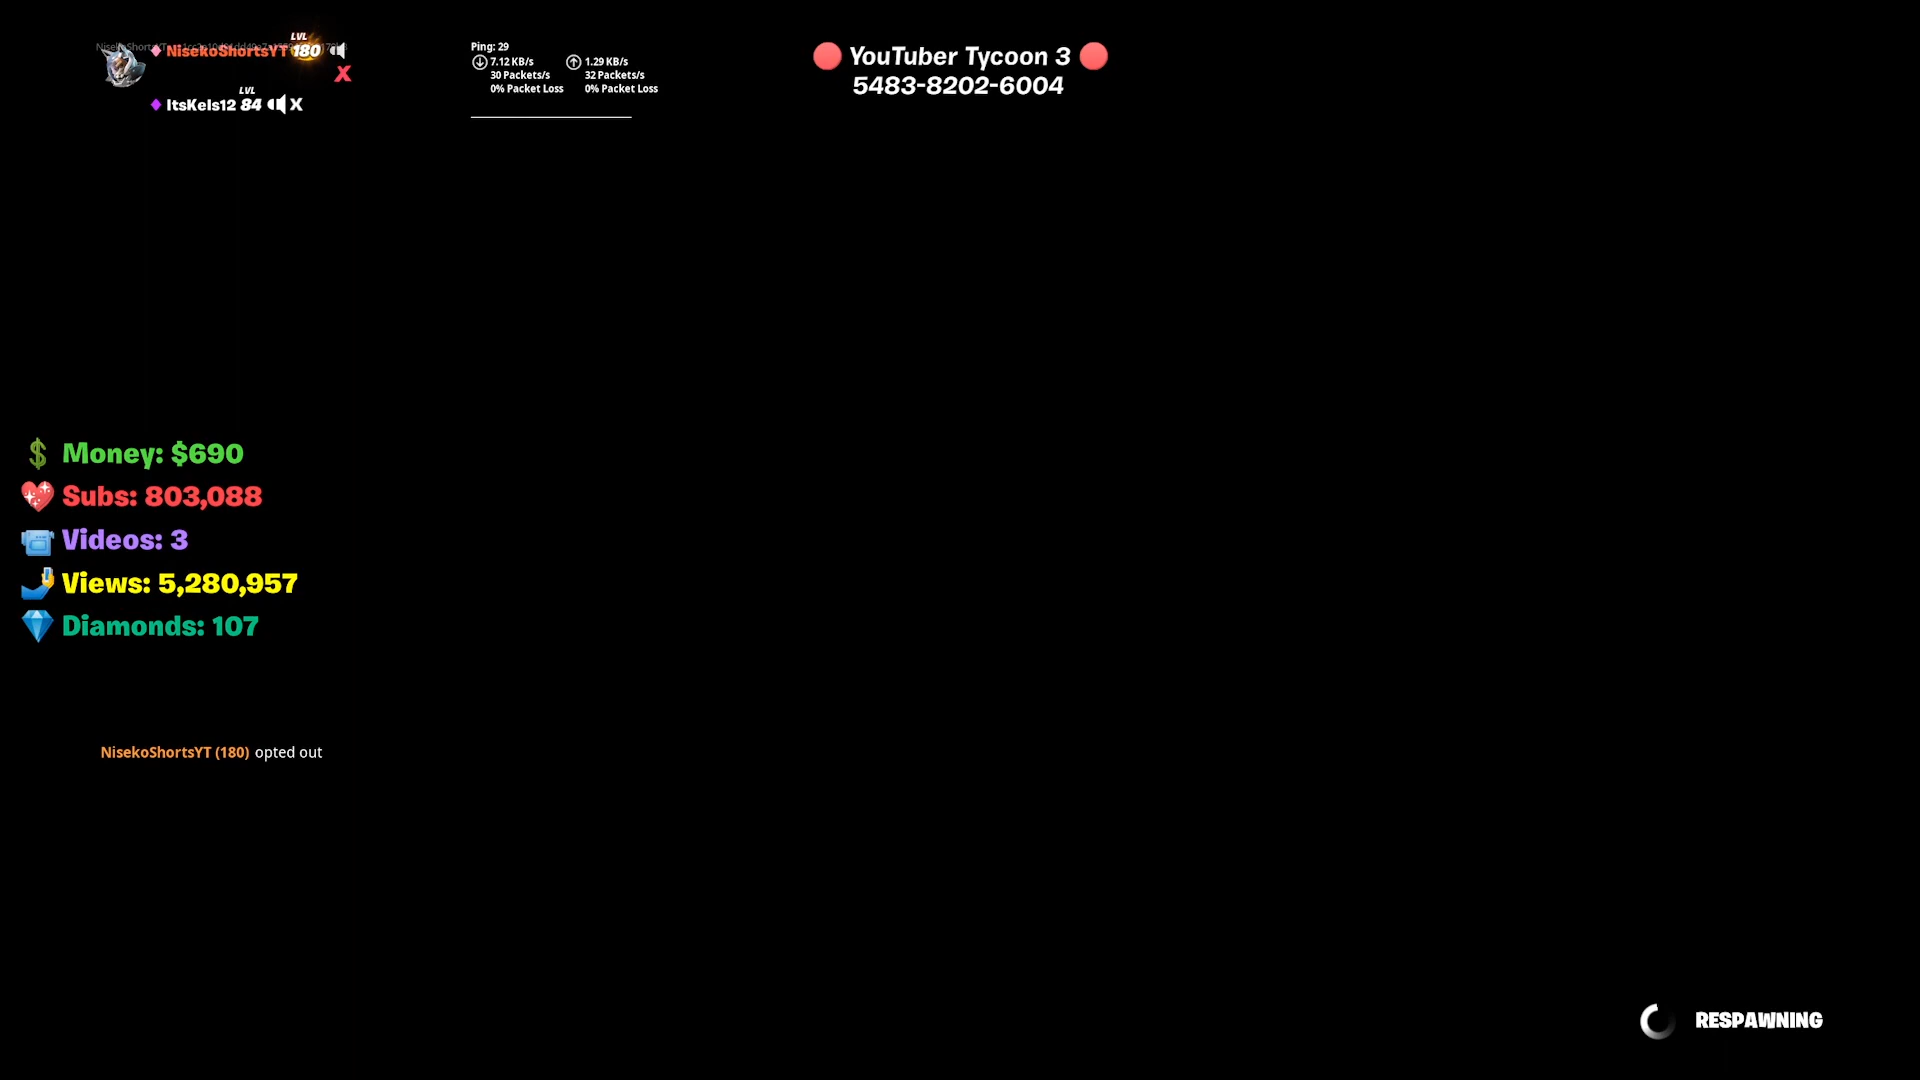 LVL
NisekoShortsYT 180
X
LVL
ItsKels12 84 X
Ping: 29
7.12 KB/s 1.29 KB/s
30 Packets/s 32 Packets/s
0% Packet Loss 0% Packet Loss
YouTuber Tycoon 3
5483-8202-6004
$ Money: $690
Subs: 803,088
Videos: 3
Views: 5,280,957
Diamonds: 107
NisekoShortsYT (180) opted out
RESPAWNING